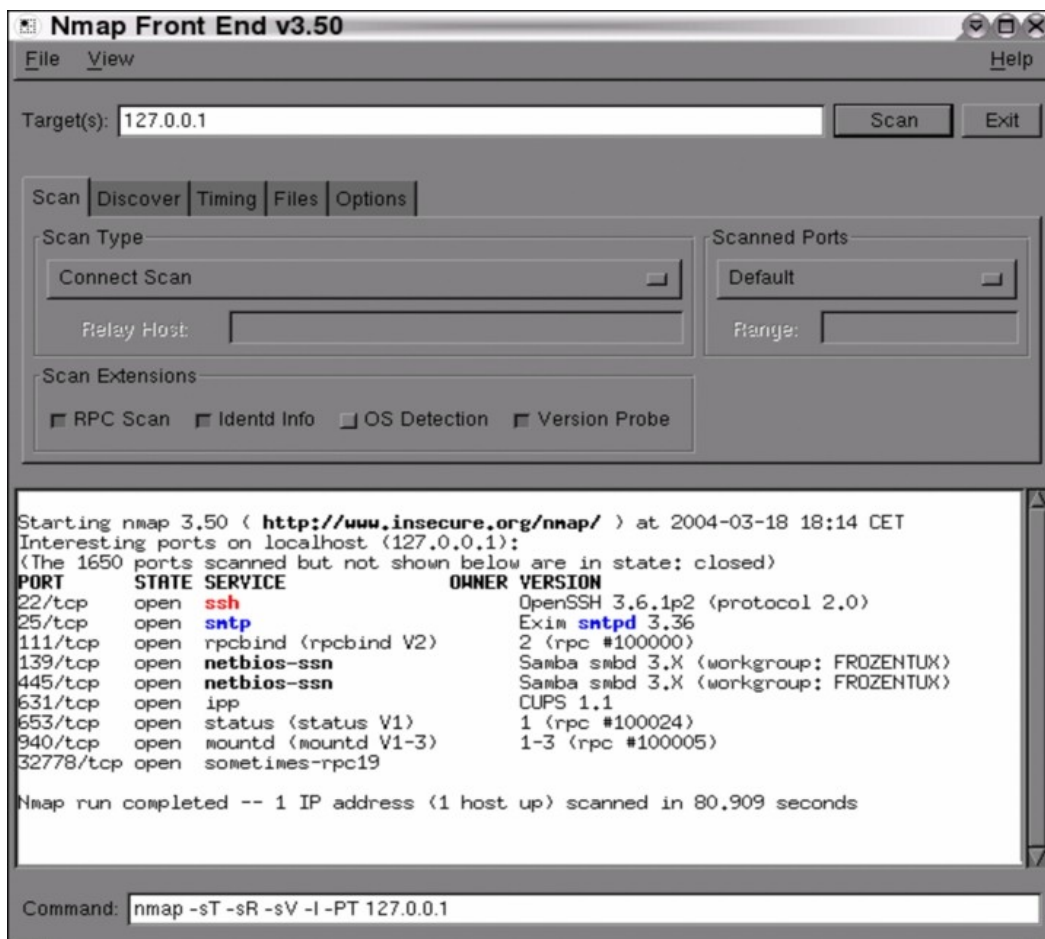 Nmap Front End v3.50
File View Help
Target(s): 127.0.0.1 Scan Exit
Scan Discover Timing Files Options
Scan Type
Connect Scan
Relay Host:
Scanned Ports
Default
Range:
Scan Extensions
RPC Scan Identd Info OS Detection Version Probe
Starting nmap 3.50 ( http://www.insecure.org/nmap/ ) at 2004-03-18 18:14 CET
Interesting ports on localhost (127.0.0.1):
(The 1650 ports scanned but not shown below are in state: closed)
PORT STATE SERVICE OWNER VERSION
22/tcp open ssh OpenSSH 3.6.1p2 (protocol 2.0)
25/tcp open smtp Exim smtpd 3.36
111/tcp open rpcbind (rpcbind V2) 2 (rpc #100000)
139/tcp open netbios-ssn Samba smbd 3.X (workgroup: FROZENTUX)
445/tcp open netbios-ssn Samba smbd 3.X (workgroup: FROZENTUX)
631/tcp open ipp CUPS 1.1
653/tcp open status (status V1) 1 (rpc #100024)
940/tcp open mountd (mountd V1-3) 1-3 (rpc #100005)
32778/tcp open sometimes-rpc19
Nmap run completed -- 1 IP address (1 host up) scanned in 80.909 seconds
Command: nmap -sT -sR -sV -I -PT 127.0.0.1